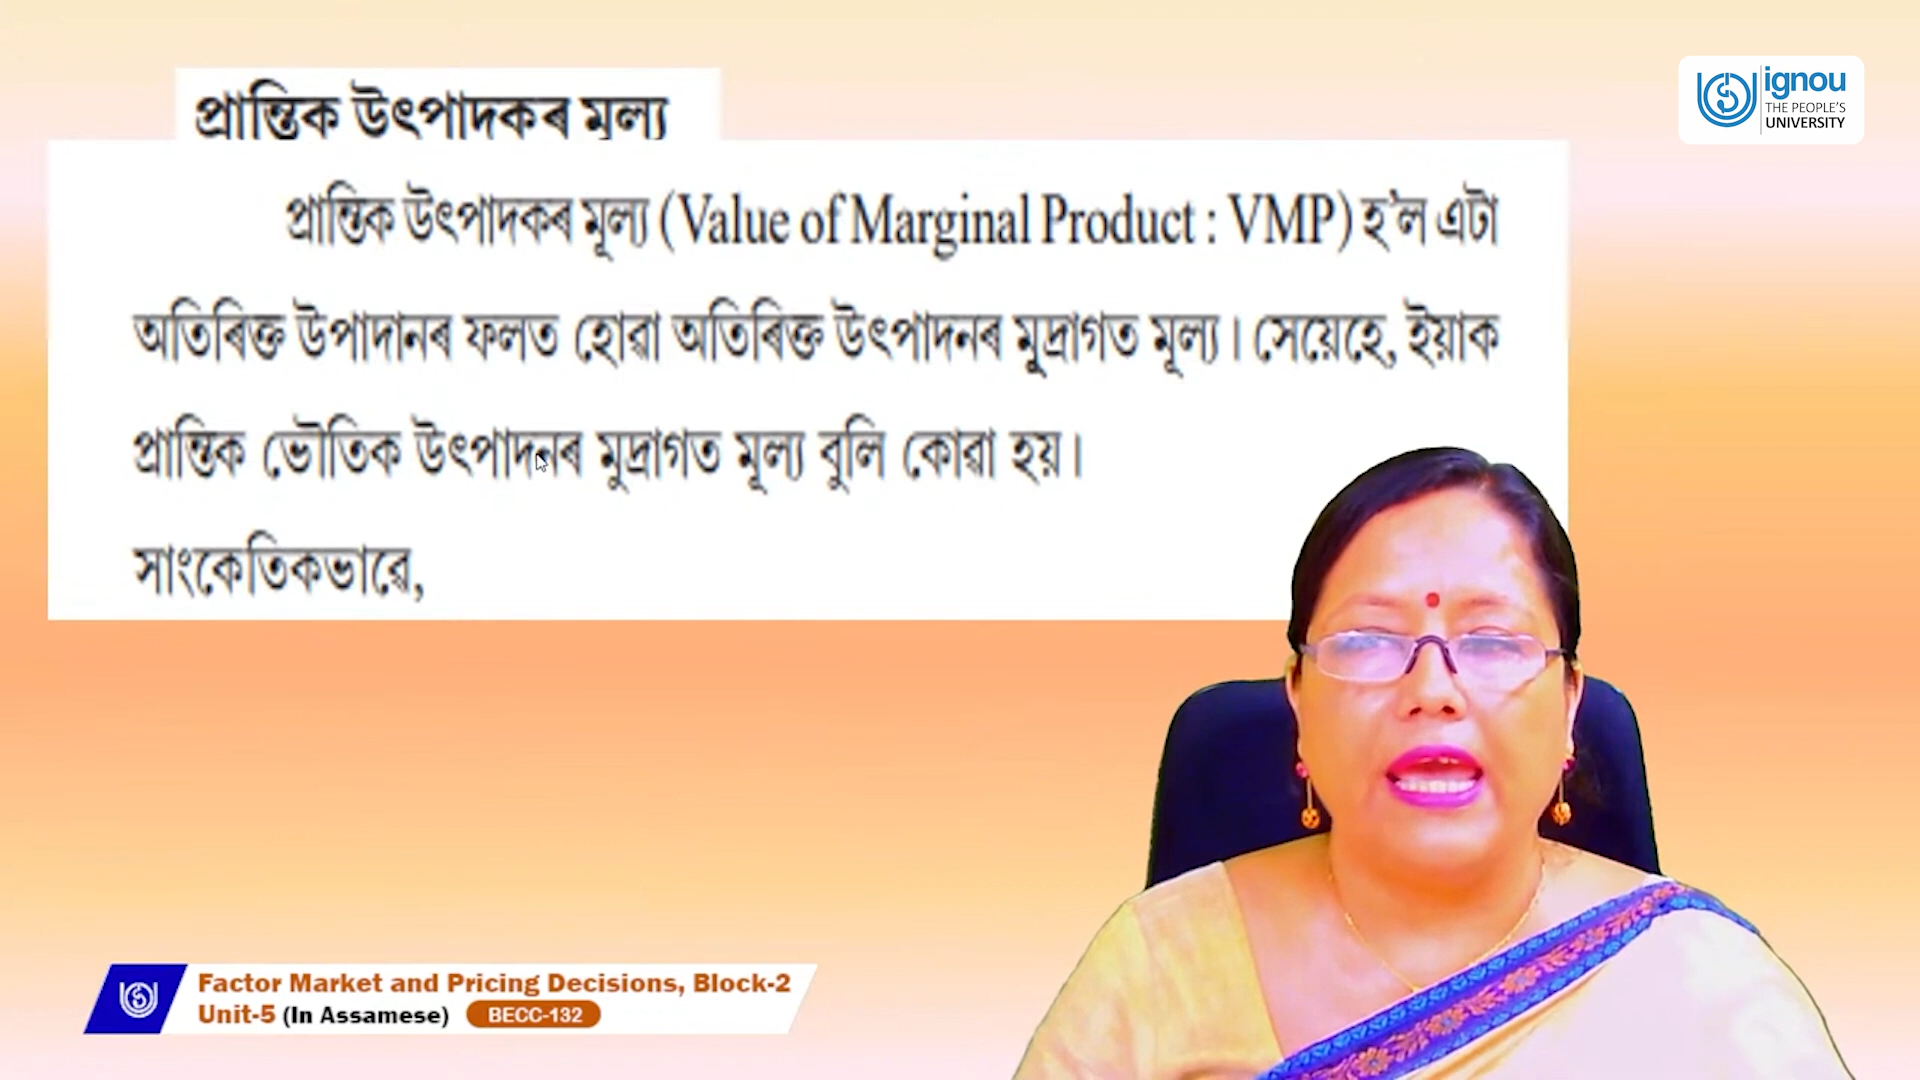 প্ৰান্তিক উৎপাদকৰ মূল্য
ignou
THE PEOPLE'S
UNIVERSITY
প্ৰান্তিক উৎপাদকৰ মূল্য (Value of Marginal Product : VMP) হ'ল এটা
অতিৰিক্ত উপাদানৰ ফলত হোৱা অতিৰিক্ত উৎপাদনৰ মুদ্ৰাগত মূল্য। সেয়েহে, ইয়াক
প্ৰান্তিক ভৌতিক উৎপাদনৰ মুদ্ৰাগত মূল্য বুলি কোৱা হয়।
সাংকেতিকভাৱে,
Factor Market and Pricing Decisions, Block-2
Unit-5 (In Assamese) BECC-132